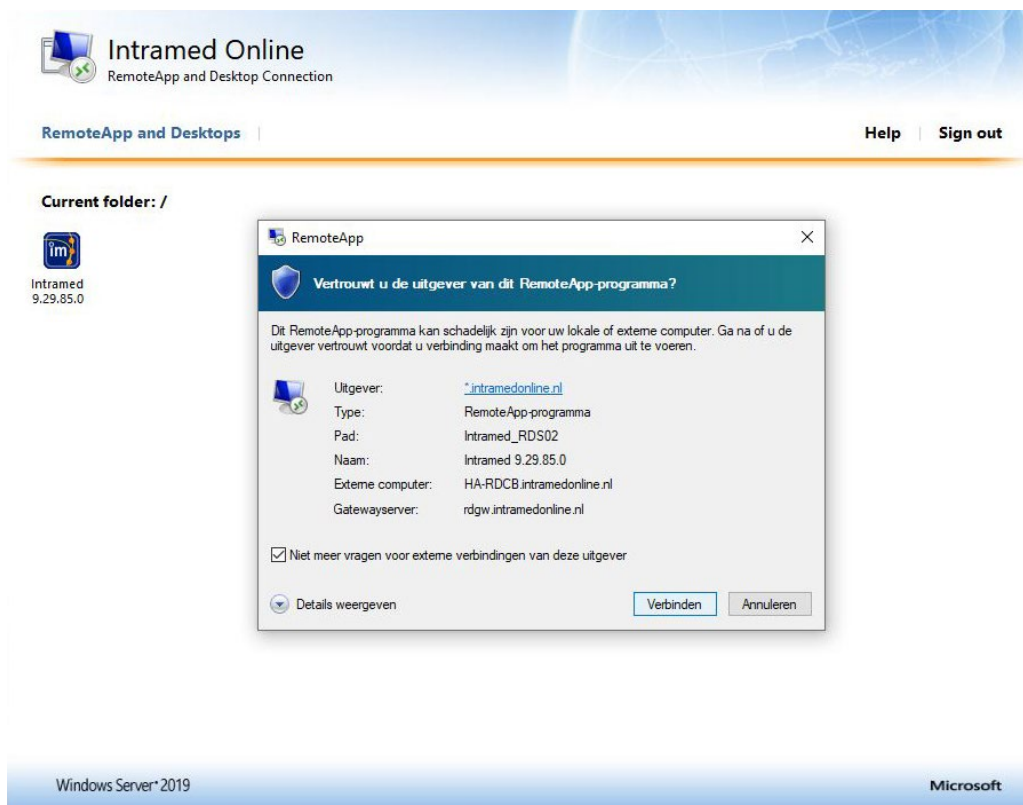 Intramed Online
RemoteApp and Desktop Connection
RemoteApp and Desktops
Help
Sign out
Current folder: /
im
Intramed
9.29.85.0
RemoteApp
Vertrouwt u de uitgever van dit RemoteApp-programma?
Dit RemoteApp-programma kan schadelijk zijn voor uw lokale of externe computer. Ga na of u de
uitgever vertrouwt voordat u verbinding maakt om het programma uit te voeren.
Uitgever: *.intramedonline.nl
Type: RemoteApp-programma
Pad: Intramed_RDS02
Naam: Intramed 9.29.85.0
Externe computer: HA-RDCB.intramedonline.nl
Gatewayserver: rdgw.intramedonline.nl
Niet meer vragen voor externe verbindingen van deze uitgever
Details weergeven
Verbinden
Annuleren
Windows Server 2019
Microsoft